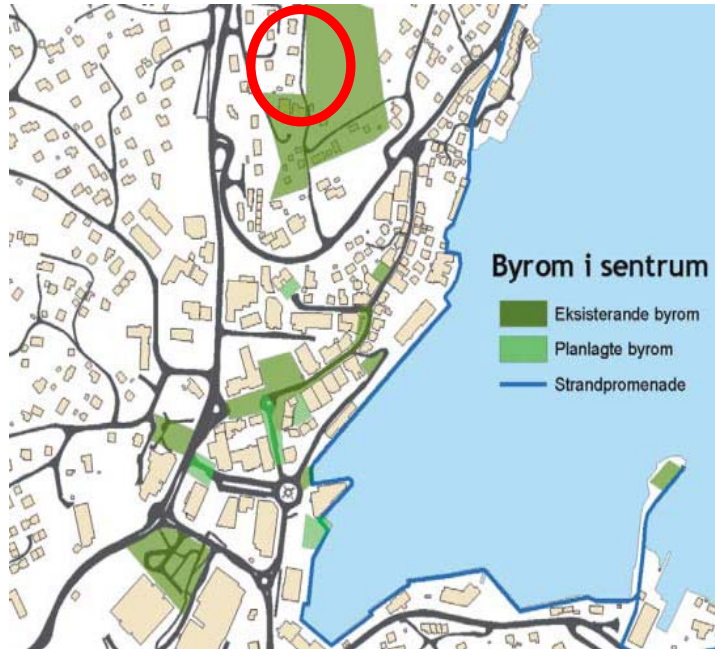 Byrom i sentrum
Eksisterande byrom
Planlagte byrom
Strandpromenade